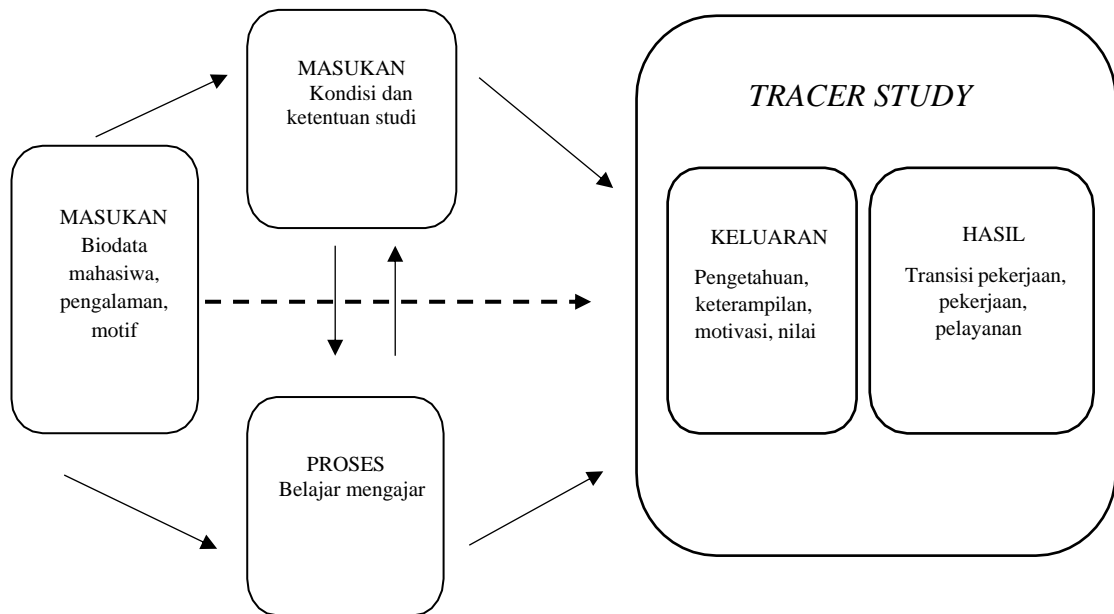 MASUKAN
Biodata
mahasiwa,
pengalaman,
motif
MASUKAN
Kondisi dan
ketentuan studi
PROSES
Belajar mengajar
TRACER STUDY
KELUARAN
Pengetahuan,
keterampilan,
motivasi, nilai
HASIL
Transisi pekerjaan,
pekerjaan,
pelayanan